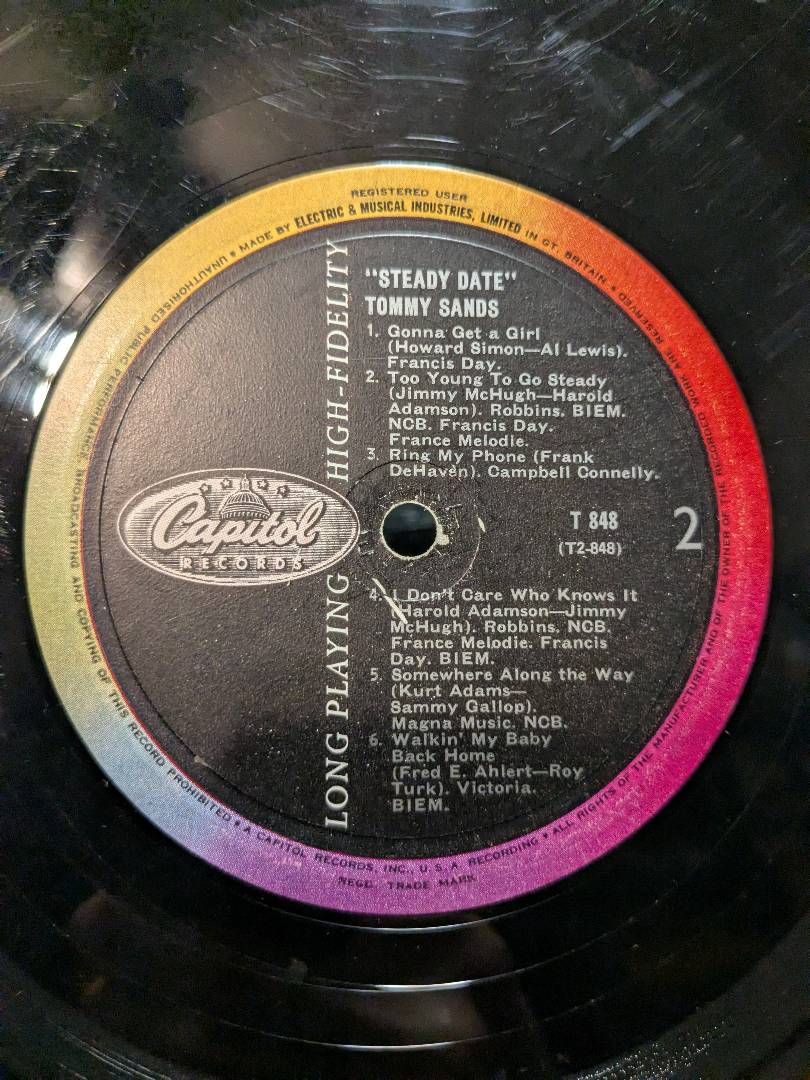 REGISTERED USER
UNAUTHORISED PUBLIC PERFORMANCE, BROADCASTING AND COPYING OF THIS RECORD PROHIBITED • MADE BY ELECTRIC & MUSICAL INDUSTRIES, LIMITED IN GT. BRITAIN • ALL RIGHTS OF THE MANUFACTURER AND OF THE OWNER OF THE RECORDED WORK ARE RESERVED
LONG PLAYING HIGH-FIDELITY
"STEADY DATE"
TOMMY SANDS
1. Gonna Get a Girl
(Howard Simon—Al Lewis).
Francis Day.
2. Too Young To Go Steady
(Jimmy McHugh—Harold
Adamson). Robbins. BIEM.
NCB. Francis Day.
France Melodie.
3. Ring My Phone (Frank
DeHaven). Campbell Connelly.
Capitol
RECORDS
T 848
(T2-848)
2
4. I Don't Care Who Knows It
(Harold Adamson—Jimmy
McHugh). Robbins. NCB.
France Melodie. Francis
Day. BIEM.
5. Somewhere Along the Way
(Kurt Adams—
Sammy Gallop).
Magna Music. NCB.
6. Walkin' My Baby
Back Home
(Fred E. Ahlert—Roy
Turk). Victoria.
BIEM.
• A CAPITOL RECORDS, INC., U. S. A. RECORDING •
REGD. TRADE MARK